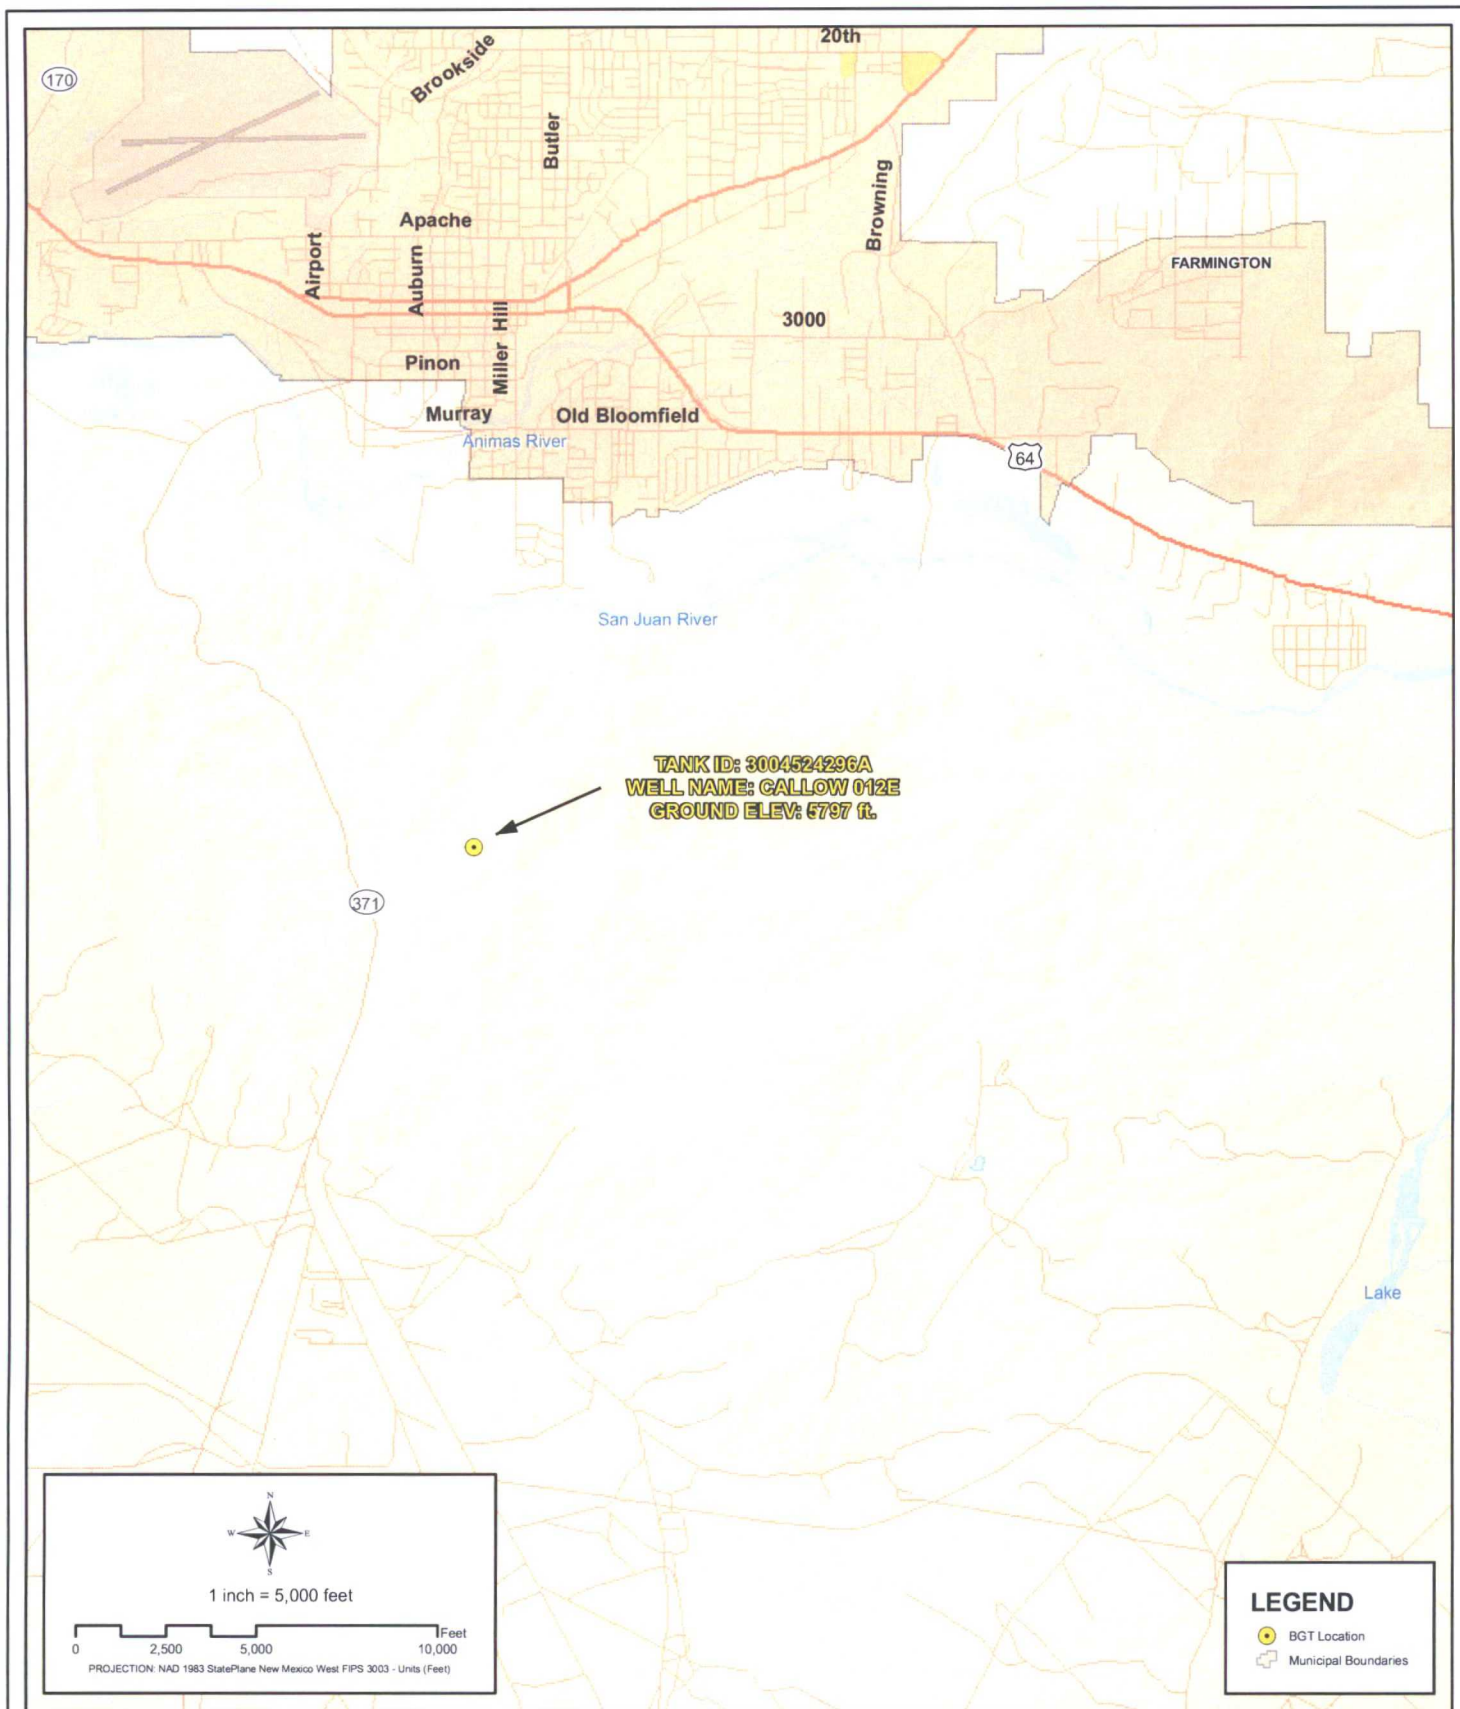 20th
170
Brookside
Butler
Browning
Apache
Airport
Auburn
FARMINGTON
Hill
3000
Miller
Pinon
Murray
Old Bloomfield
Animas River
64
San Juan River
TANK ID: 3004524296A
WELL NAME: CALLOW 012E
GROUND ELEV: 5797 ft.
371
Lake
N
W E
S
1 inch = 5,000 feet
Feet
0 2,500 5,000 10,000
PROJECTION: NAD 1983 StatePlane New Mexico West FIPS 3003 - Units (Feet)
LEGEND
BGT Location
Municipal Boundaries